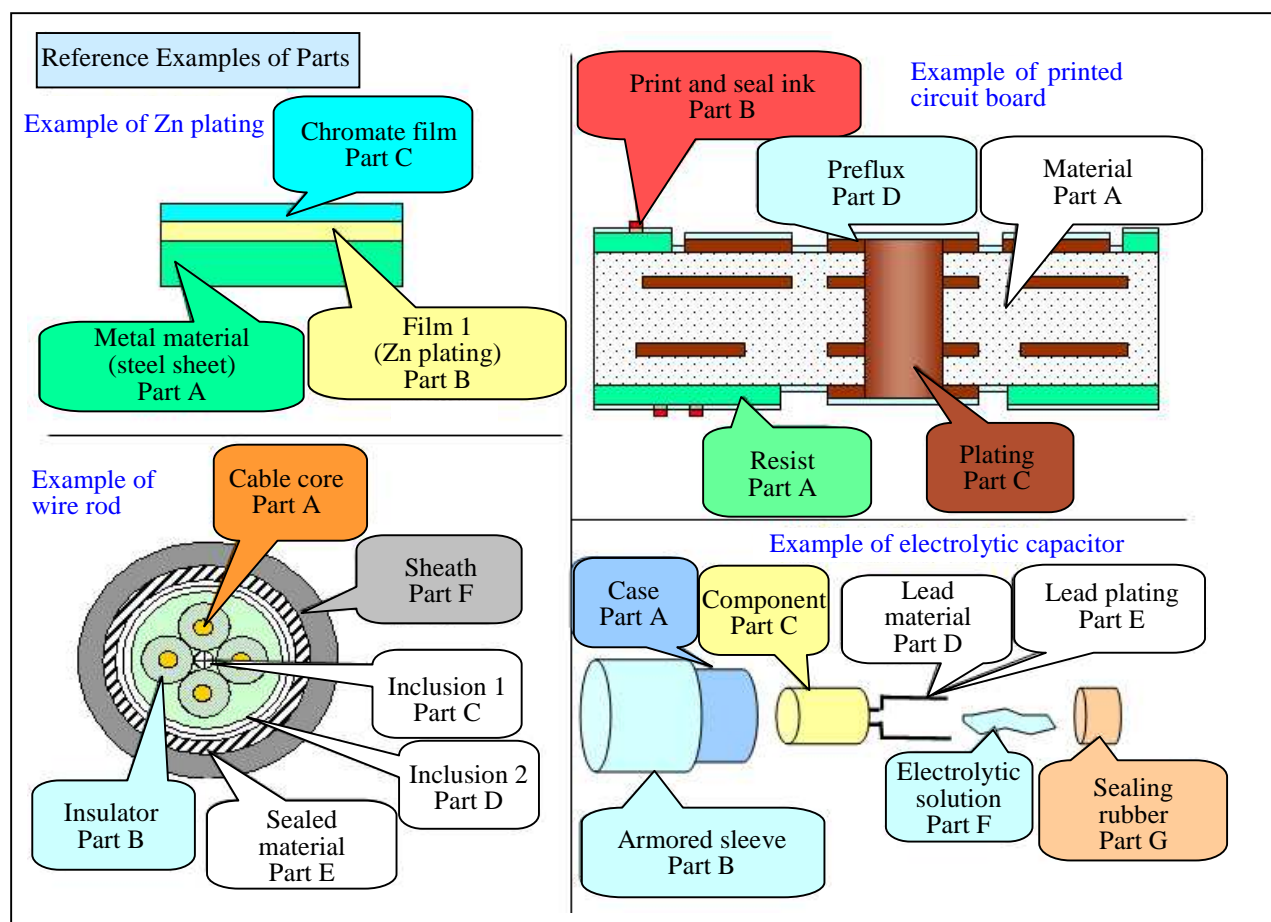 Reference Examples of Parts
Example of Zn plating
Chromate film
Part C
Metal material
(steel sheet)
Part A
Film 1
(Zn plating)
Part B
Example of printed
circuit board
Print and seal ink
Part B
Preflux
Part D
Material
Part A
Resist
Part A
Plating
Part C
Example of
wire rod
Cable core
Part A
Sheath
Part F
Inclusion 1
Part C
Inclusion 2
Part D
Insulator
Part B
Sealed
material
Part E
Example of electrolytic capacitor
Case
Part A
Component
Part C
Lead
material
Part D
Lead plating
Part E
Armored sleeve
Part B
Electrolytic
solution
Part F
Sealing
rubber
Part G